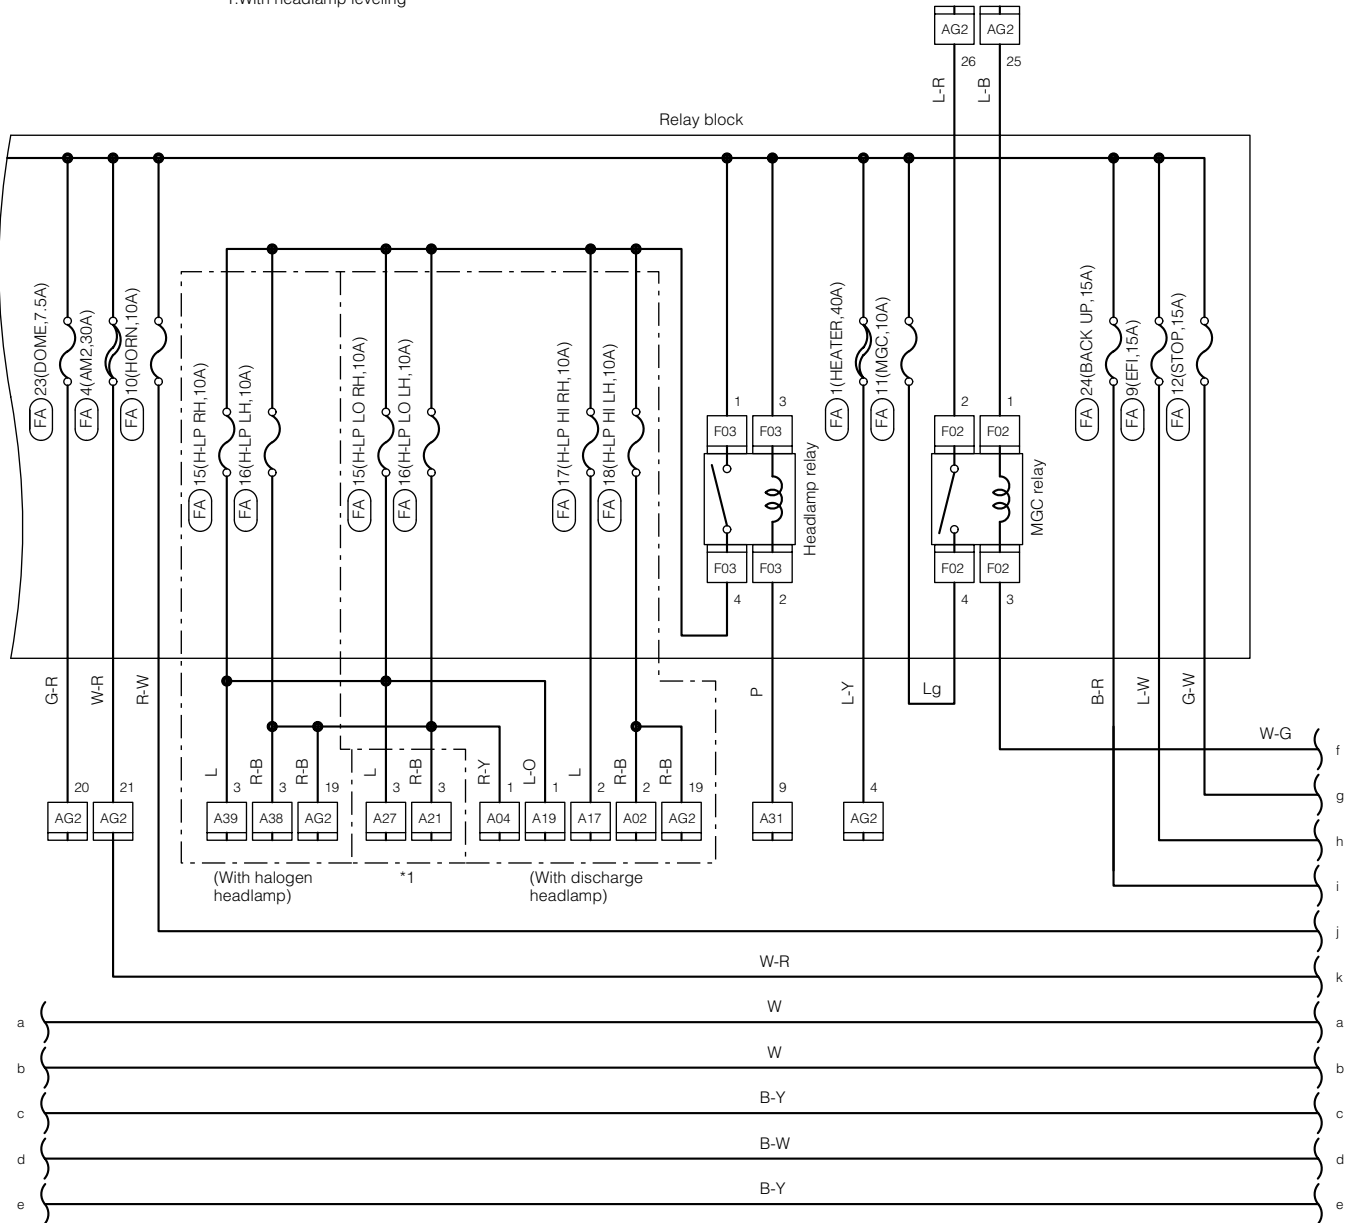 AG2
AG2
26
25
L-R
L-B
Relay block
FA 23(DOME,7.5A)
FA 4(AM2,30A)
FA 10(HORN,10A)
FA 15(H-LP RH,10A)
FA 16(H-LP LH,10A)
FA 15(H-LP LO RH,10A)
FA 16(H-LP LO LH,10A)
FA 17(H-LP HI RH,10A)
FA 18(H-LP HI LH,10A)
1
3
F03
F03
Headlamp relay
F03
F03
4
2
FA 1(HEATER,40A)
FA 11(MGC,10A)
2
1
F02
F02
MGC relay
F02
F02
4
3
FA 24(BACK UP,15A)
FA 9(EFI,15A)
FA 12(STOP,15A)
G-R
W-R
R-W
P
L-Y
Lg
B-R
L-W
G-W
W-G
f
g
h
i
j
L
R-B
R-B
L
R-B
R-Y
L-O
L
R-B
R-B
20
21
3
3
19
3
3
1
1
2
2
19
9
4
AG2
AG2
A39
A38
AG2
A27
A21
A04
A19
A17
A02
AG2
A31
AG2
(With halogen
headlamp)
*1
(With discharge
headlamp)
W-R
k
a
W
a
b
W
b
c
B-Y
c
d
B-W
d
e
B-Y
e